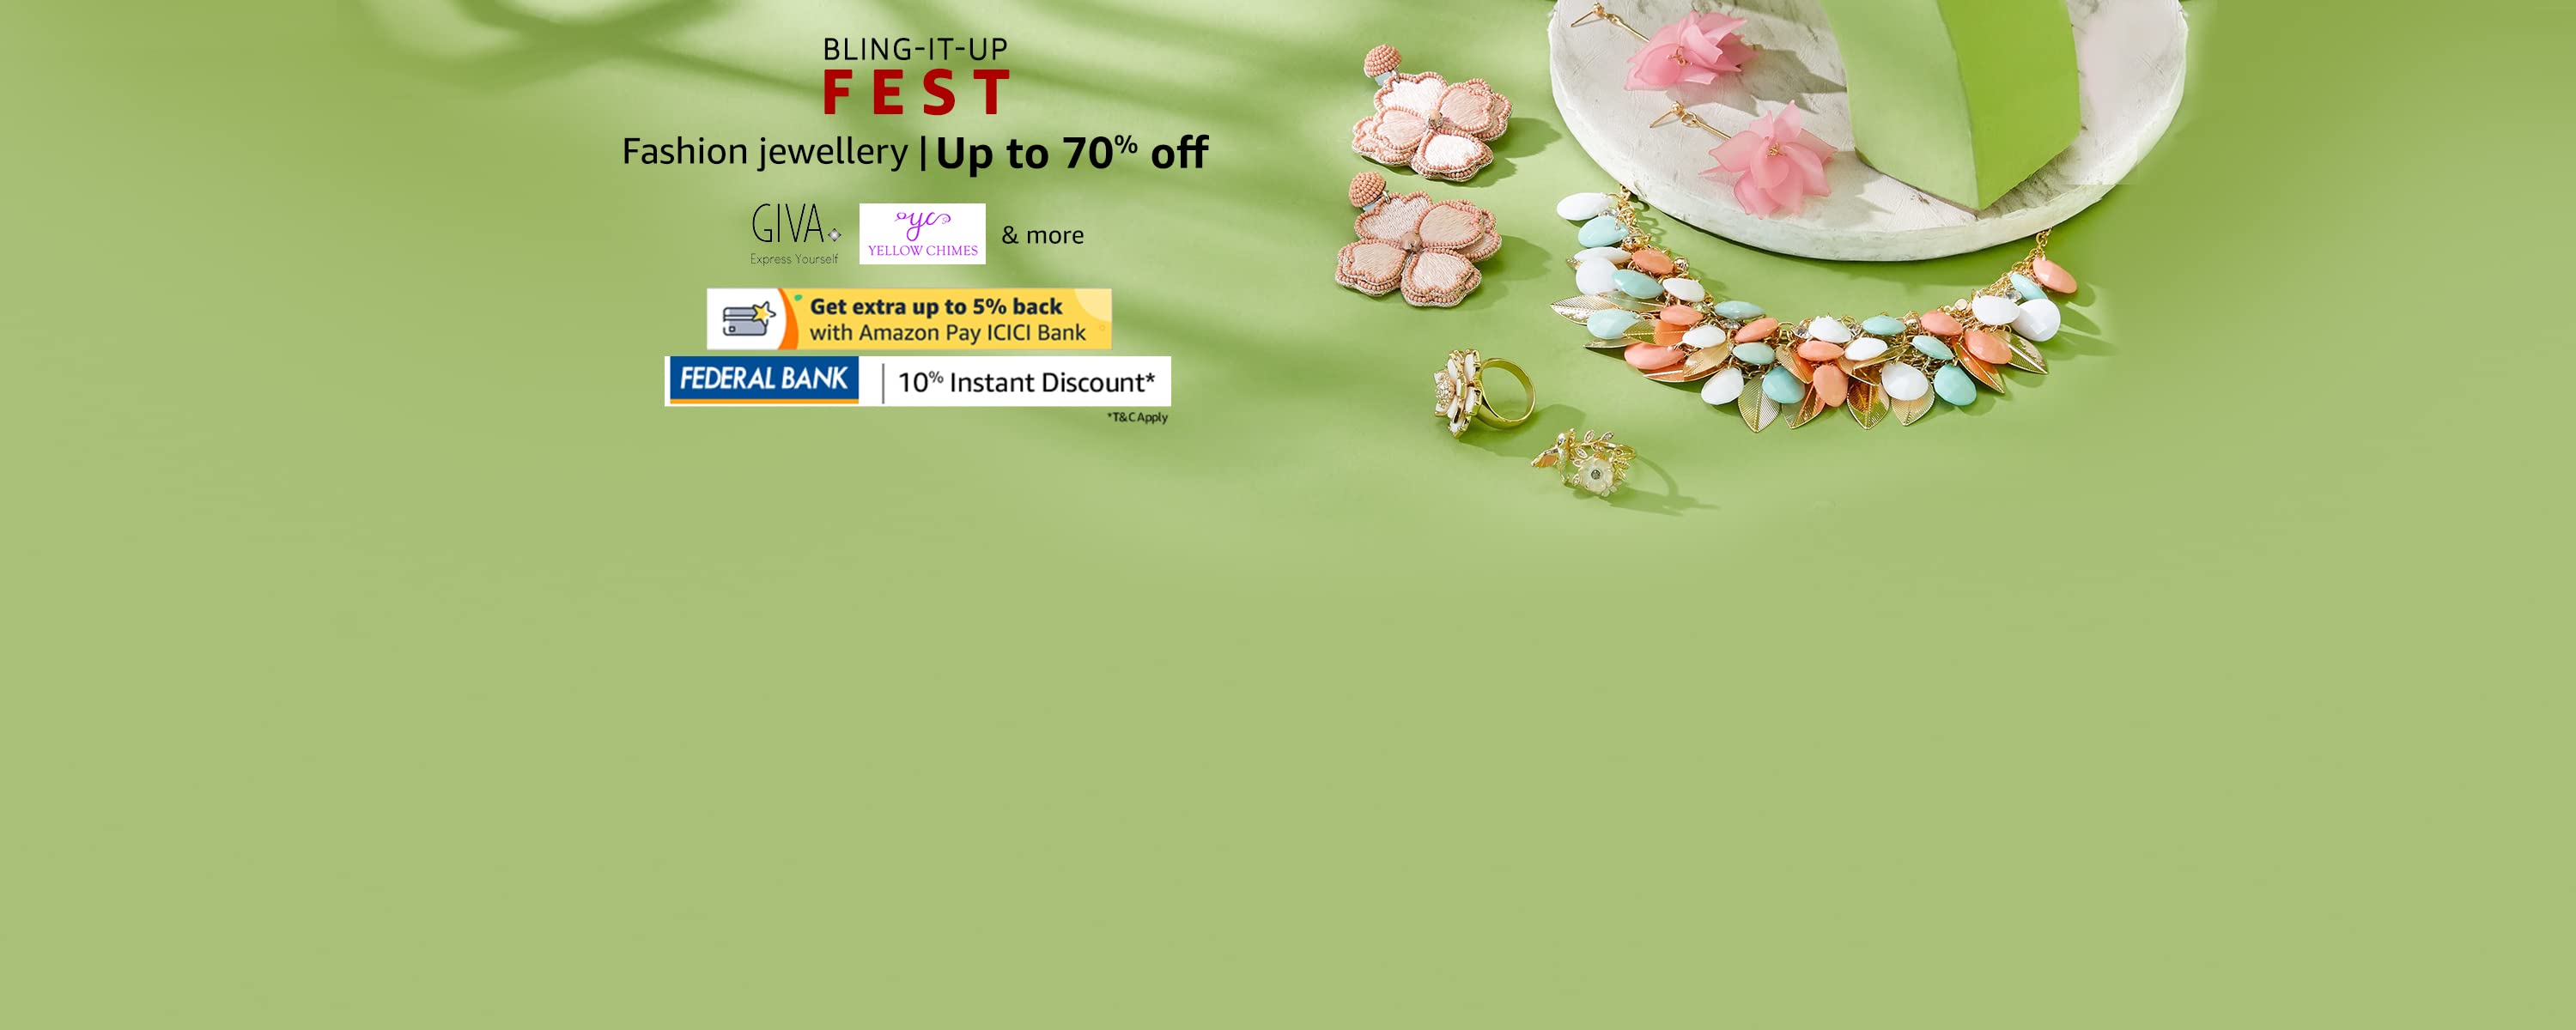 BLING-IT-UP
FEST
Fashion jewellery | Up to 70% off
GIVA
Express Yourself
yc
YELLOW CHIMES
& more
Get extra up to 5% back
with Amazon Pay ICICI Bank
FEDERAL BANK | 10% Instant Discount*
*T&C Apply